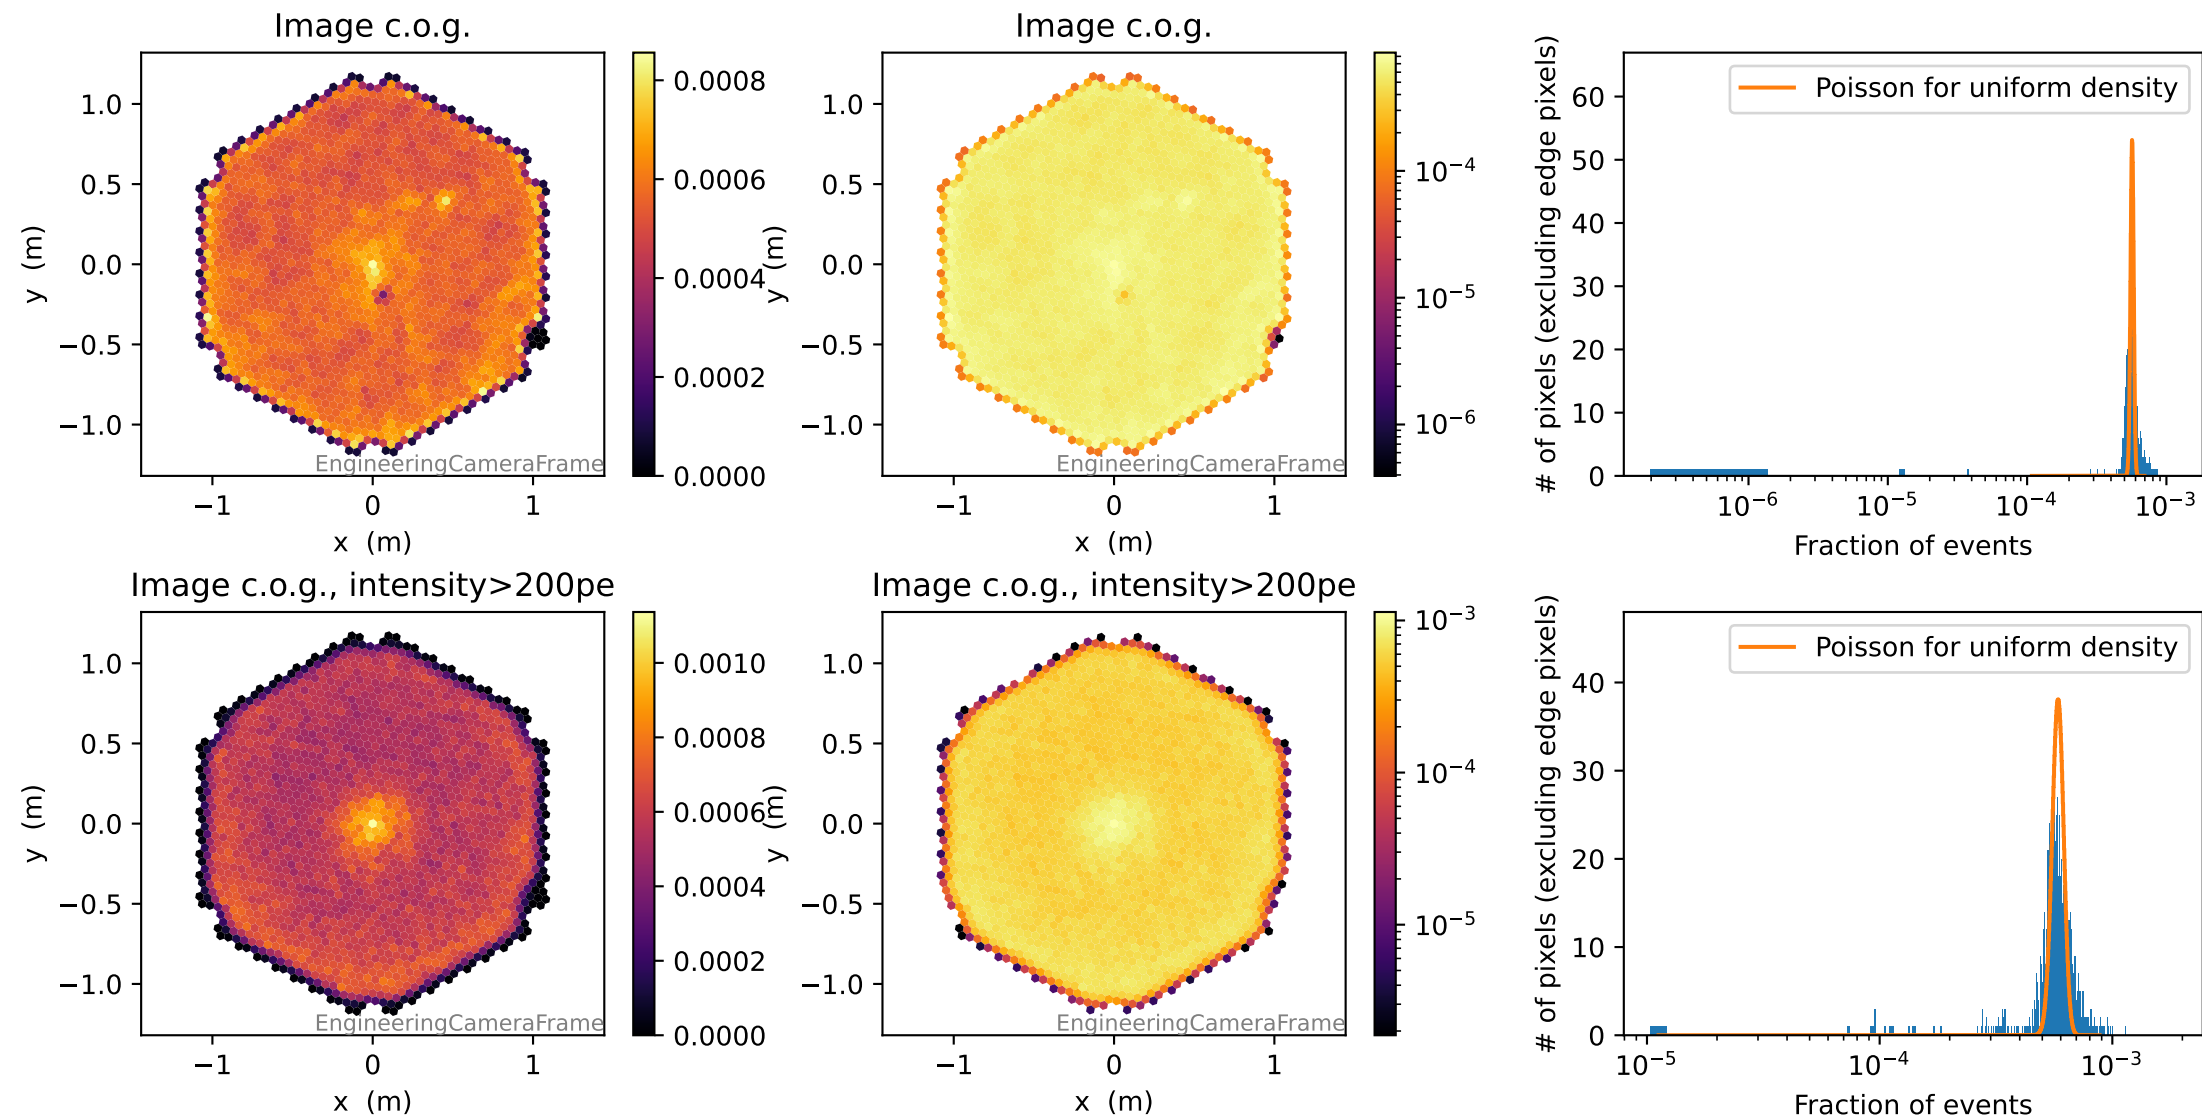 Image c.o.g.
1.0
0.5
0.0
−0.5
−1.0
y (m)
−1 0 1
x (m)
EngineeringCameraFrame
0.0008
0.0006
0.0004
0.0002
0.0000
Image c.o.g.
1.0
0.5
0.0
−0.5
−1.0
y (m)
−1 0 1
x (m)
EngineeringCameraFrame
10−4
10−5
10−6
# of pixels (excluding edge pixels)
60
50
40
30
20
10
0
Poisson for uniform density
10−6 10−5 10−4 10−3
Fraction of events
Image c.o.g., intensity>200pe
1.0
0.5
0.0
−0.5
−1.0
y (m)
−1 0 1
x (m)
EngineeringCameraFrame
0.0010
0.0008
0.0006
0.0004
0.0002
0.0000
Image c.o.g., intensity>200pe
1.0
0.5
0.0
−0.5
−1.0
y (m)
−1 0 1
x (m)
EngineeringCameraFrame
10−3
10−4
10−5
# of pixels (excluding edge pixels)
40
30
20
10
0
Poisson for uniform density
10−5 10−4 10−3
Fraction of events